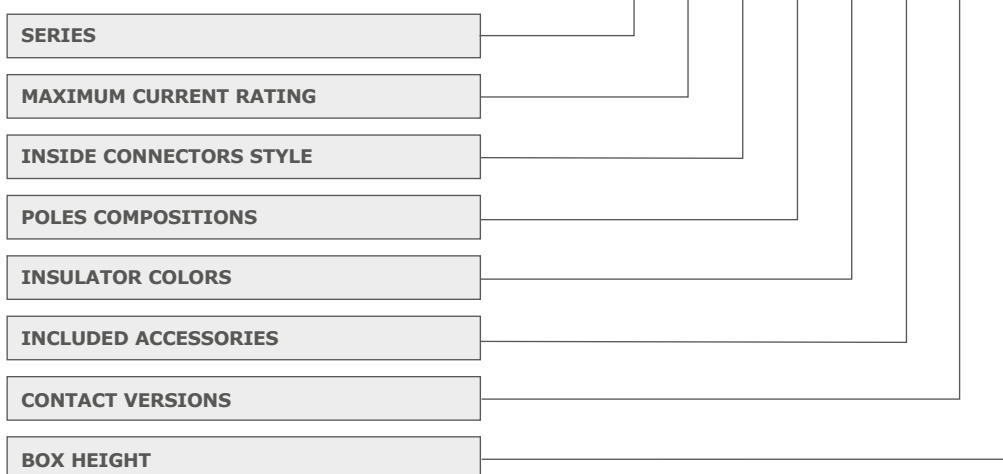 SERIES
MAXIMUM CURRENT RATING
INSIDE CONNECTORS STYLE
POLES COMPOSITIONS
INSULATOR COLORS
INCLUDED ACCESSORIES
CONTACT VERSIONS
BOX HEIGHT